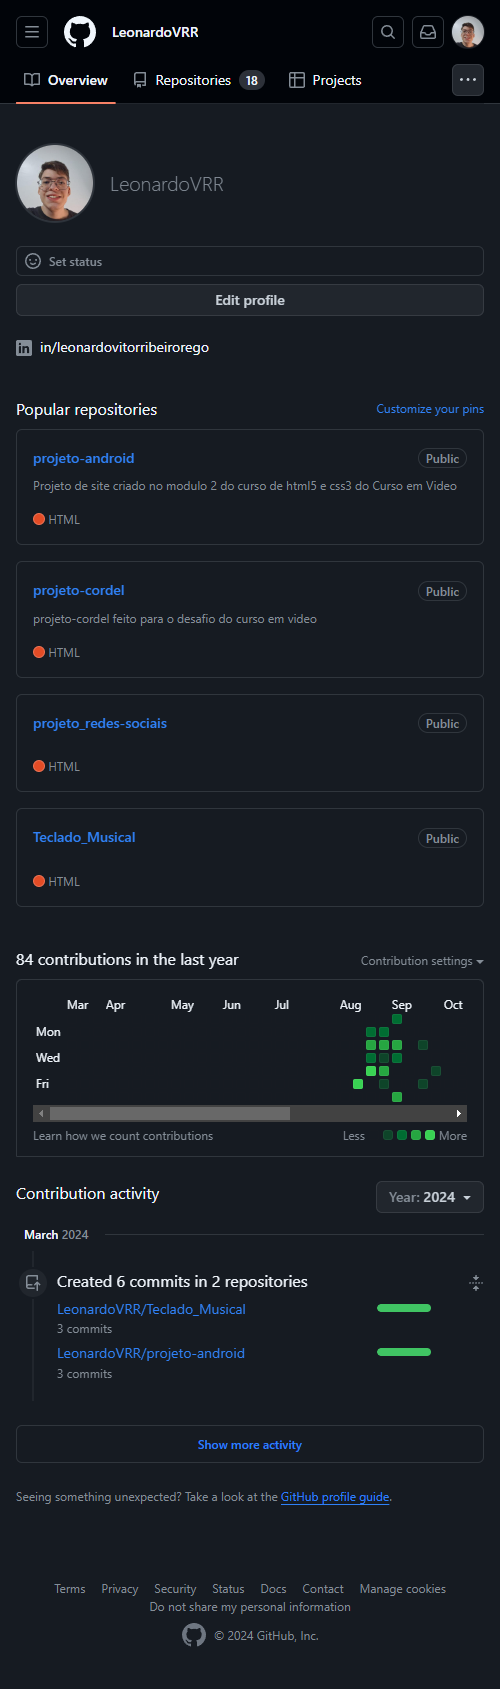 LeonardoVRR
Overview
Repositories 18
Projects
LeonardoVRR
Set status
Edit profile
in/leonardovitorribeirorego
Popular repositories
Customize your pins
projeto-android
Public
Projeto de site criado no modulo 2 do curso de html5 e css3 do Curso em Video
HTML
projeto-cordel
Public
projeto-cordel feito para o desafio do curso em video
HTML
projeto_redes-sociais
Public
HTML
Teclado_Musical
Public
HTML
84 contributions in the last year
Contribution settings
Mar Apr May Jun Jul Aug Sep Oct
Mon
Wed
Fri
Learn how we count contributions
Less
More
Contribution activity
Year: 2024
March 2024
Created 6 commits in 2 repositories
LeonardoVRR/Teclado_Musical
3 commits
LeonardoVRR/projeto-android
3 commits
Show more activity
Seeing something unexpected? Take a look at the GitHub profile guide.
Terms Privacy Security Status Docs Contact Manage cookies
Do not share my personal information
© 2024 GitHub, Inc.